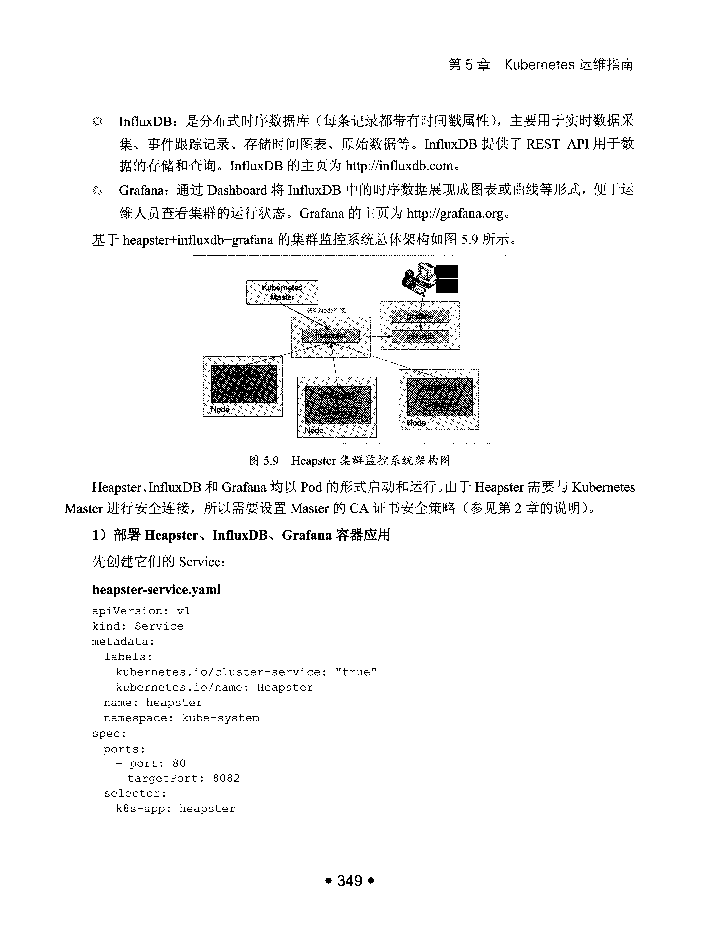 第 5 章　Kubernetes 运维指南
InfluxDB：是分布式时序数据库（每条记录都带有时间戳属性），主要用于实时数据采
集、事件跟踪记录、存储时间图表、原始数据等。InfluxDB 提供了 REST API 用于数
据的存储和查询。InfluxDB 的主页为 http://influxdb.com。
Grafana：通过 Dashboard 将 InfluxDB 中的时序数据展现成图表或曲线等形式，便于运
维人员查看集群的运行状态。Grafana 的主页为 http://grafana.org。
基于 heapster+influxdb+grafana 的集群监控系统总体架构如图 5.9 所示。
Kubernetes
Master
Node
Node
Node
图 5.9　Heapster 集群监控系统架构图
Heapster、InfluxDB 和 Grafana 均以 Pod 的形式启动和运行。由于 Heapster 需要与 Kubernetes
Master 进行安全连接，所以需要设置 Master 的 CA 证书安全策略（参见第 2 章的说明）。
1）部署 Heapster、InfluxDB、Grafana 容器应用
先创建它们的 Service：
heapster-service.yaml
apiVersion: v1
kind: Service
metadata:
  labels:
    kubernetes.io/cluster-service: "true"
    kubernetes.io/name: Heapster
  name: heapster
  namespace: kube-system
spec:
  ports:
    - port: 80
      targetPort: 8082
  selector:
    k8s-app: heapster
• 349 •